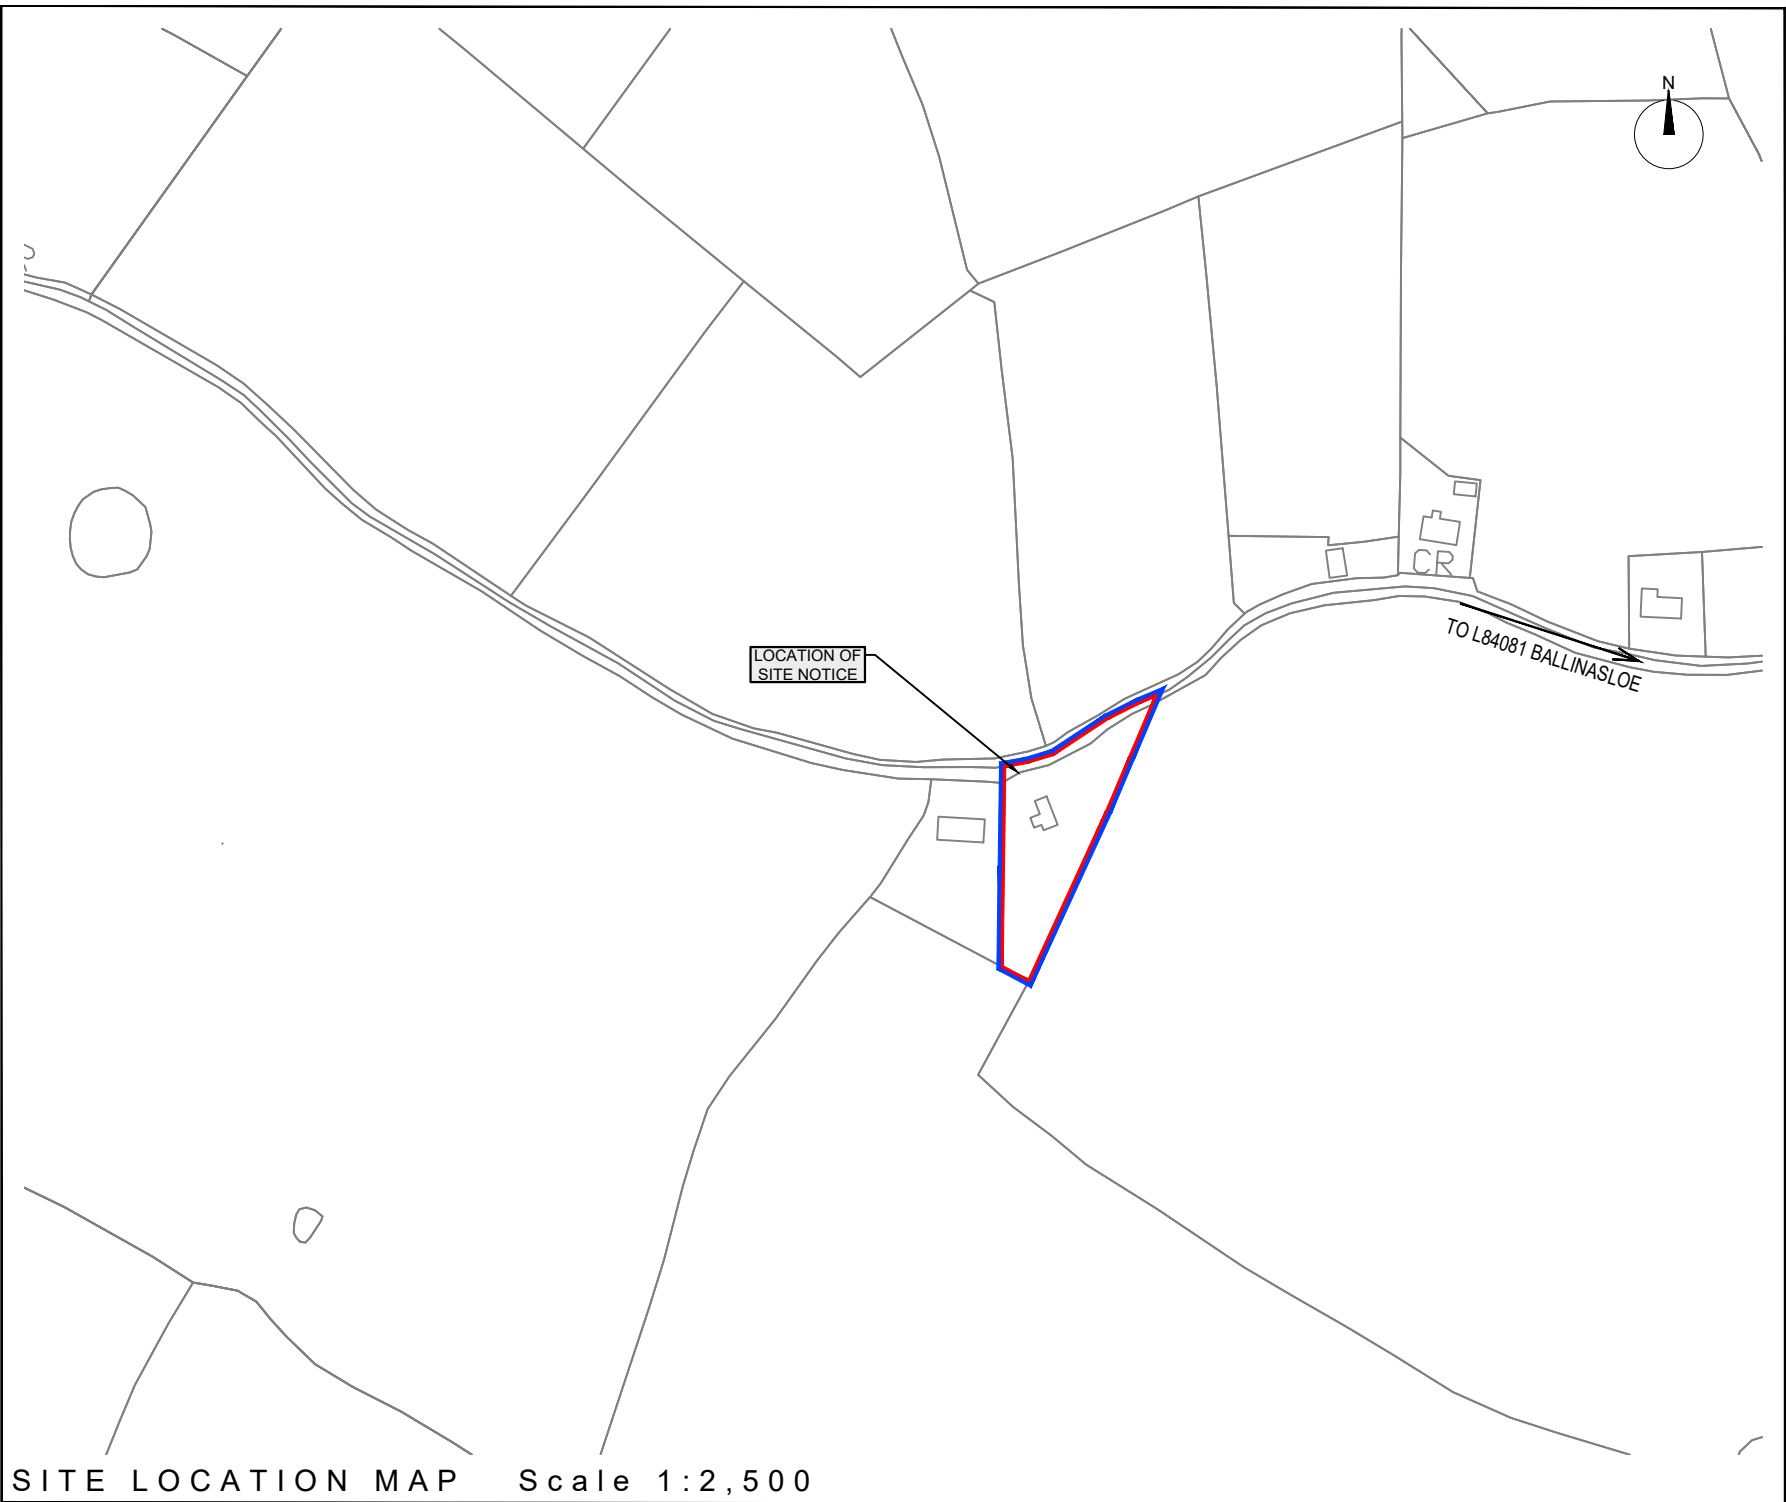 N
CR
TO L84081 BALLINASLOE
LOCATION OF
SITE NOTICE
SITE LOCATION MAP Scale 1:2,500